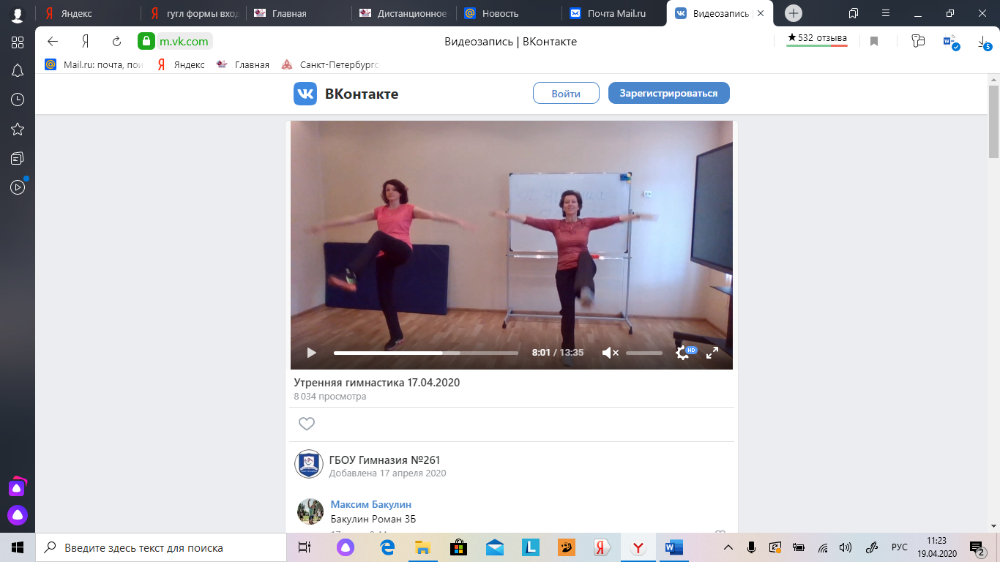 Яндекс
гугл формы вход
Главная
Дистанционное
Новость
Почта Mail.ru
Видеозапись |
m.vk.com
Видеозапись | ВКонтакте
★532 отзыва
5
Mail.ru: почта, пои
Яндекс
Главная
Санкт-Петербургс
ВКонтакте
Войти
Зарегистрироваться
8:01 / 13:35
HD
Утренняя гимнастика 17.04.2020
8 034 просмотра
ГБОУ Гимназия №261
Добавлена 17 апреля 2020
Максим Бакулин
Бакулин Роман 3Б
Введите здесь текст для поиска
РУС
11:23
19.04.2020
2